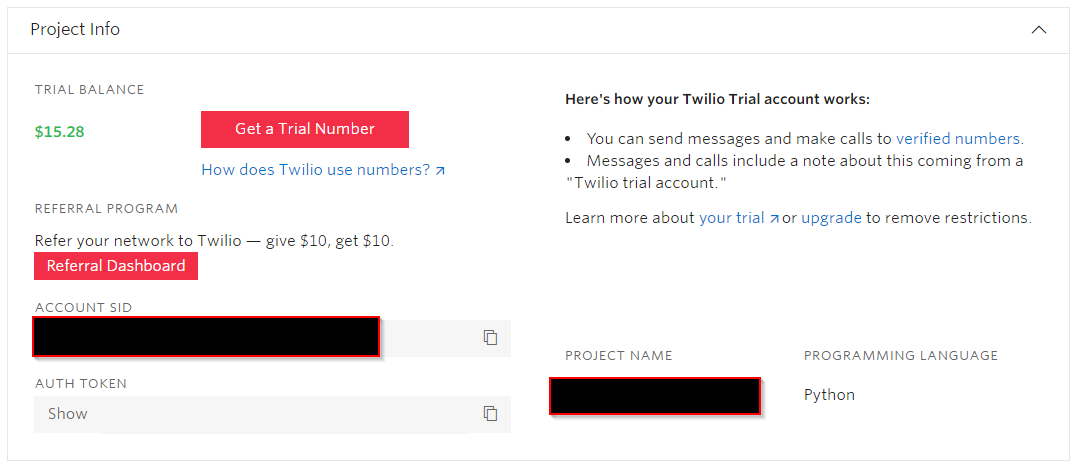 Project Info
TRIAL BALANCE
$15.28
Get a Trial Number
How does Twilio use numbers?
REFERRAL PROGRAM
Refer your network to Twilio — give $10, get $10.
Referral Dashboard
ACCOUNT SID
AUTH TOKEN
Show
Here's how your Twilio Trial account works:
• You can send messages and make calls to verified numbers.
• Messages and calls include a note about this coming from a
"Twilio trial account."
Learn more about your trial or upgrade to remove restrictions.
PROJECT NAME
PROGRAMMING LANGUAGE
Python